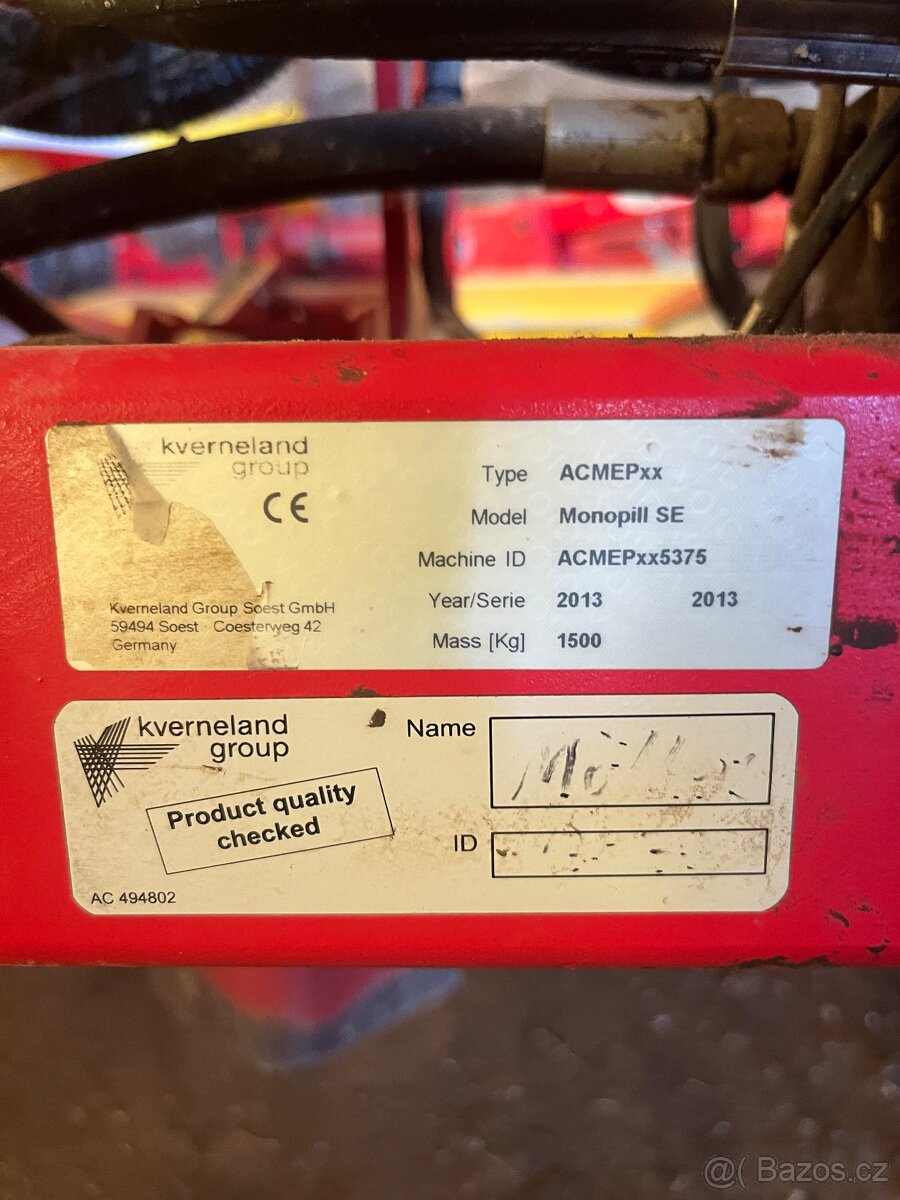 kverneland
group
CE
Type ACMEPxx
Model Monopill SE
Machine ID ACMEPxx5375
Year/Serie 2013 2013
Mass [Kg] 1500
Kverneland Group Soest GmbH
59494 Soest · Coesterweg 42
Germany
kverneland
group
Product quality
checked
AC 494802
Name
ID
@( Bazos.cz